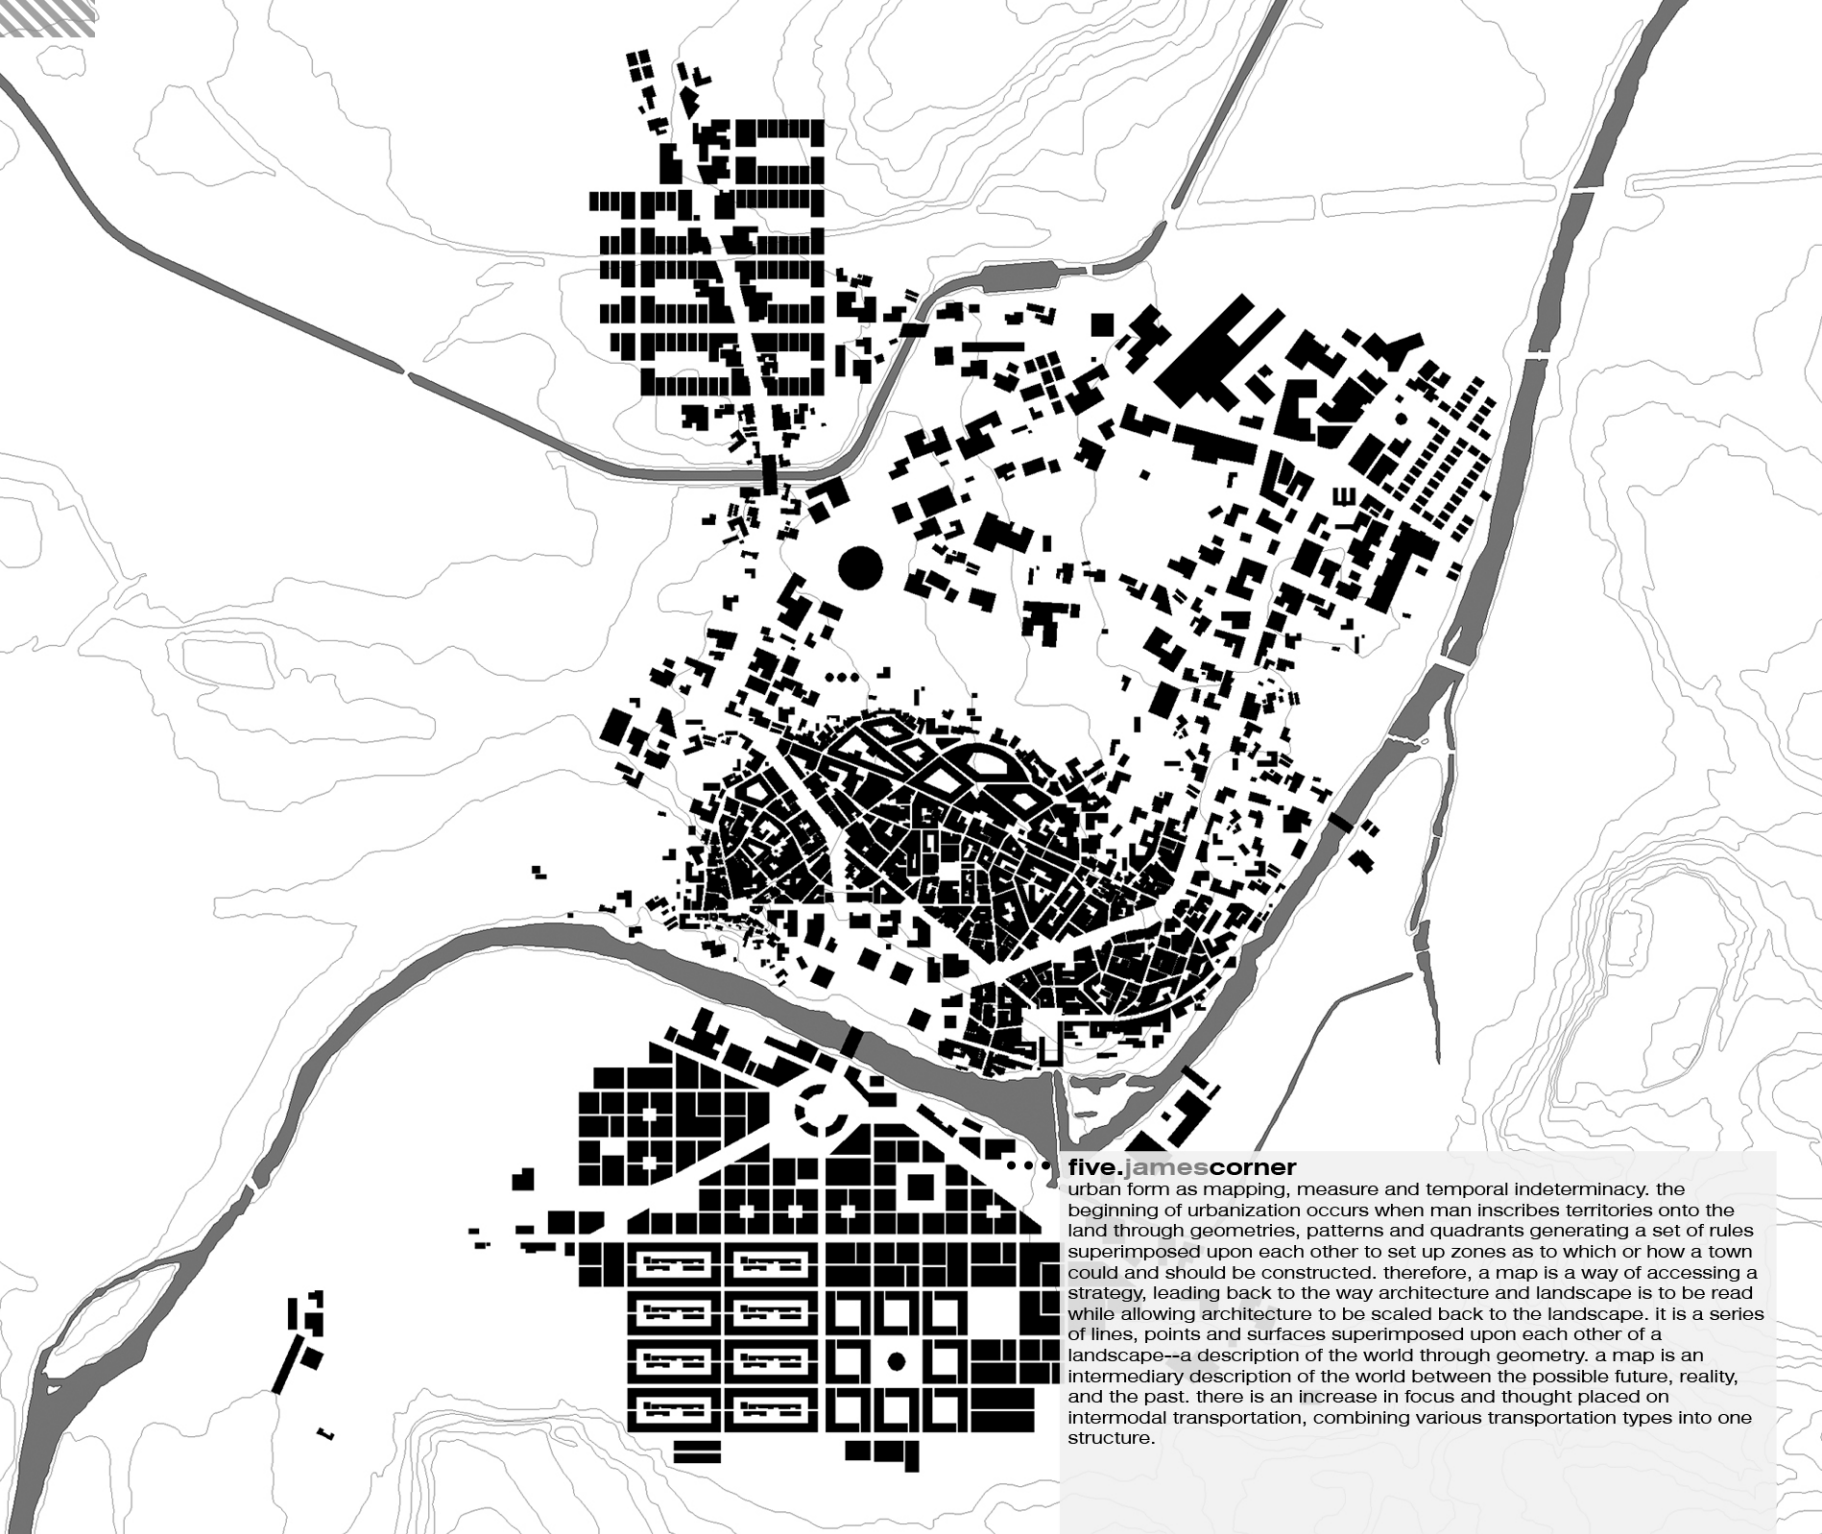 five.jamescorner
urban form as mapping, measure and temporal indeterminacy. the
beginning of urbanization occurs when man inscribes territories onto the
land through geometries, patterns and quadrants generating a set of rules
superimposed upon each other to set up zones as to which or how a town
could and should be constructed. therefore, a map is a way of accessing a
strategy, leading back to the way architecture and landscape is to be read
while allowing architecture to be scaled back to the landscape. it is a series
of lines, points and surfaces superimposed upon each other of a
landscape--a description of the world through geometry. a map is an
intermediary description of the world between the possible future, reality,
and the past. there is an increase in focus and thought placed on
intermodal transportation, combining various transportation types into one
structure.